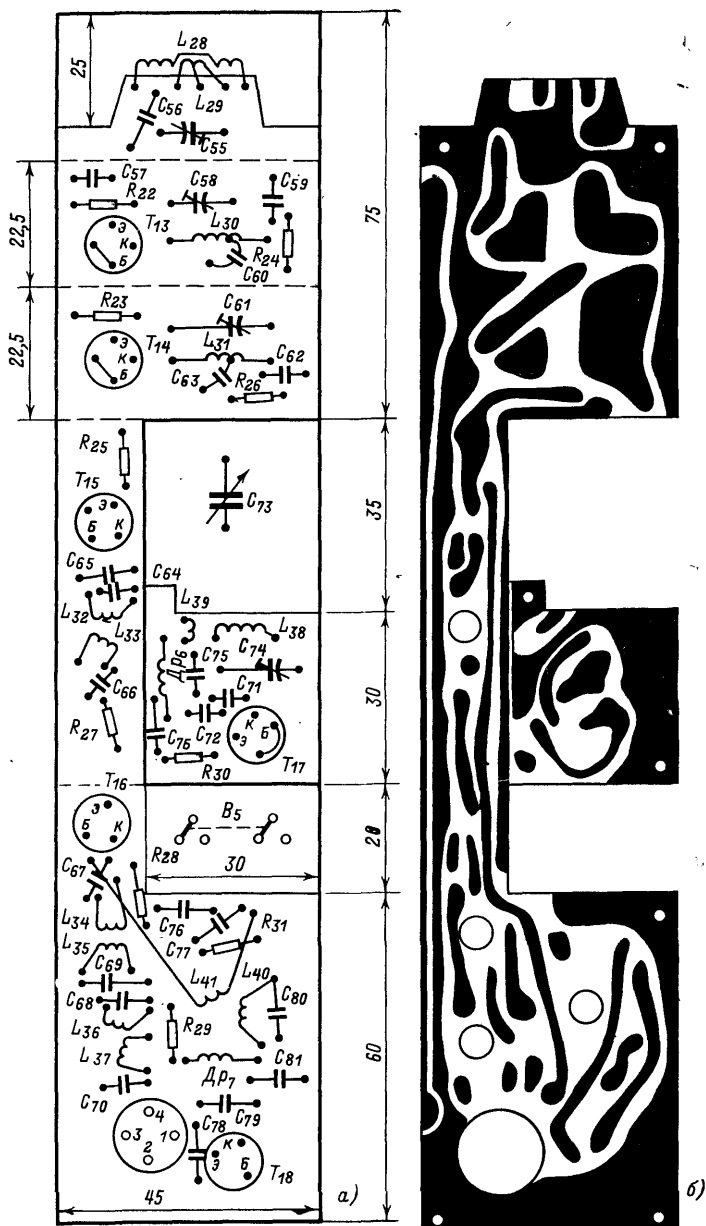 25
L28
C56
L29
C55
75
C57
R22
C58
C59
22,5
T13
Э
К
Б
L30
R24
C60
R23
C61
22,5
T14
Э
К
Б
L31
C62
C63
R26
R25
T15
Э
Б
К
C73
35
C65
C64
L32
L39
L33
L38
C75
C74
Др6
C66
C71
30
R27
C76
C72
К
Б
Э
R30
T17
T16
Э
Б
К
B5
20
R28
30
C67
C76
L34
R31
C77
L35
C69
L41
L40
C80
C68
L36
R29
60
L37
Др7
C81
C70
C79
4
C78
3
1
2
К
Э
Б
T18
45
а)
б)